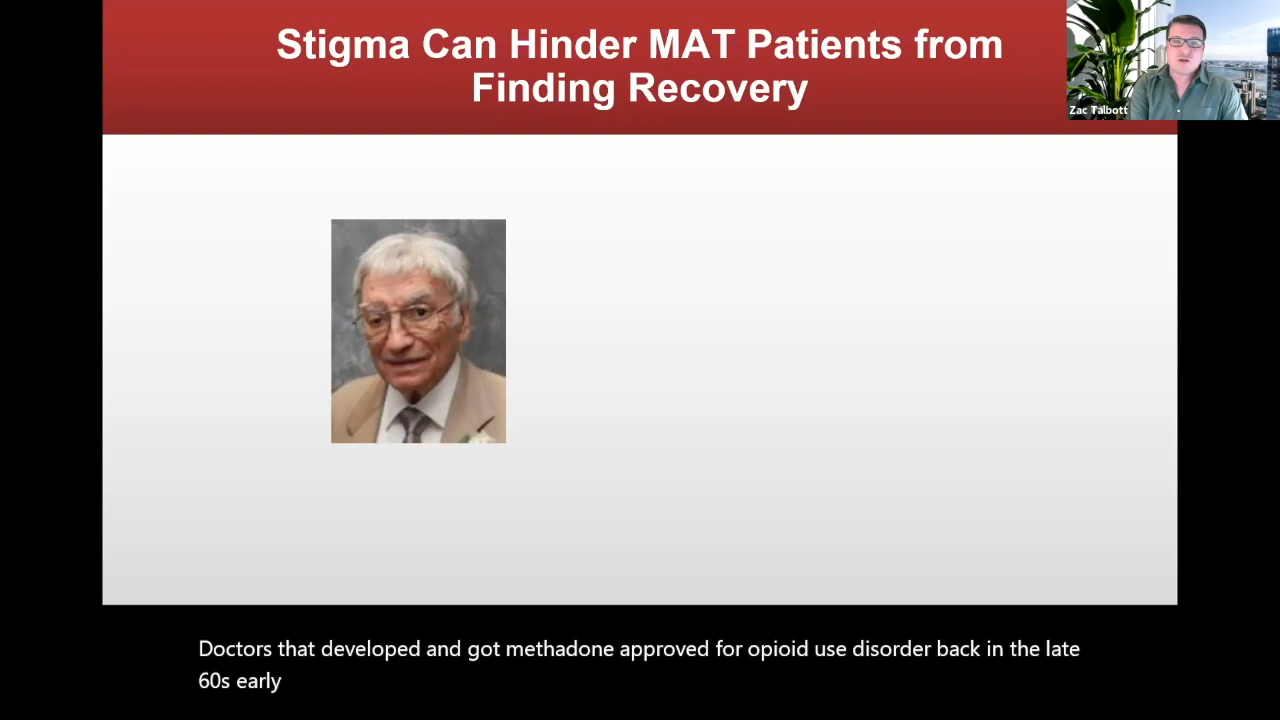 Stigma Can Hinder MAT Patients from
Finding Recovery
Zac Talbott
Doctors that developed and got methadone approved for opioid use disorder back in the late
60s early